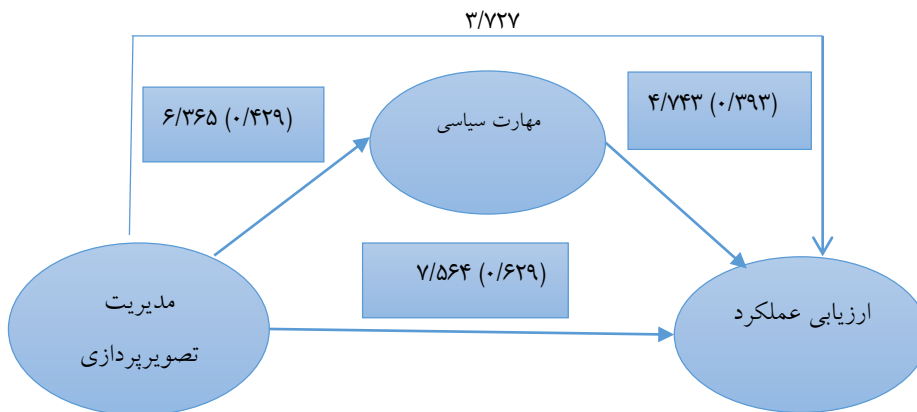 ۳/۷۲۷
۶/۳۶۵ (۰/۴۲۹)
مهارت سیاسی
۴/۷۴۳ (۰/۳۹۳)
۷/۵۶۴ (۰/۶۲۹)
مدیریت
تصویرپردازی
ارزیابی عملکرد